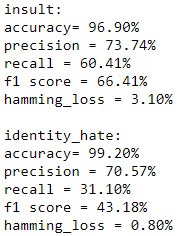 insult:
accuracy= 96.90%
precision = 73.74%
recall = 60.41%
f1 score = 66.41%
hamming_loss = 3.10%

identity_hate:
accuracy= 99.20%
precision = 70.57%
recall = 31.10%
f1 score = 43.18%
hamming_loss = 0.80%